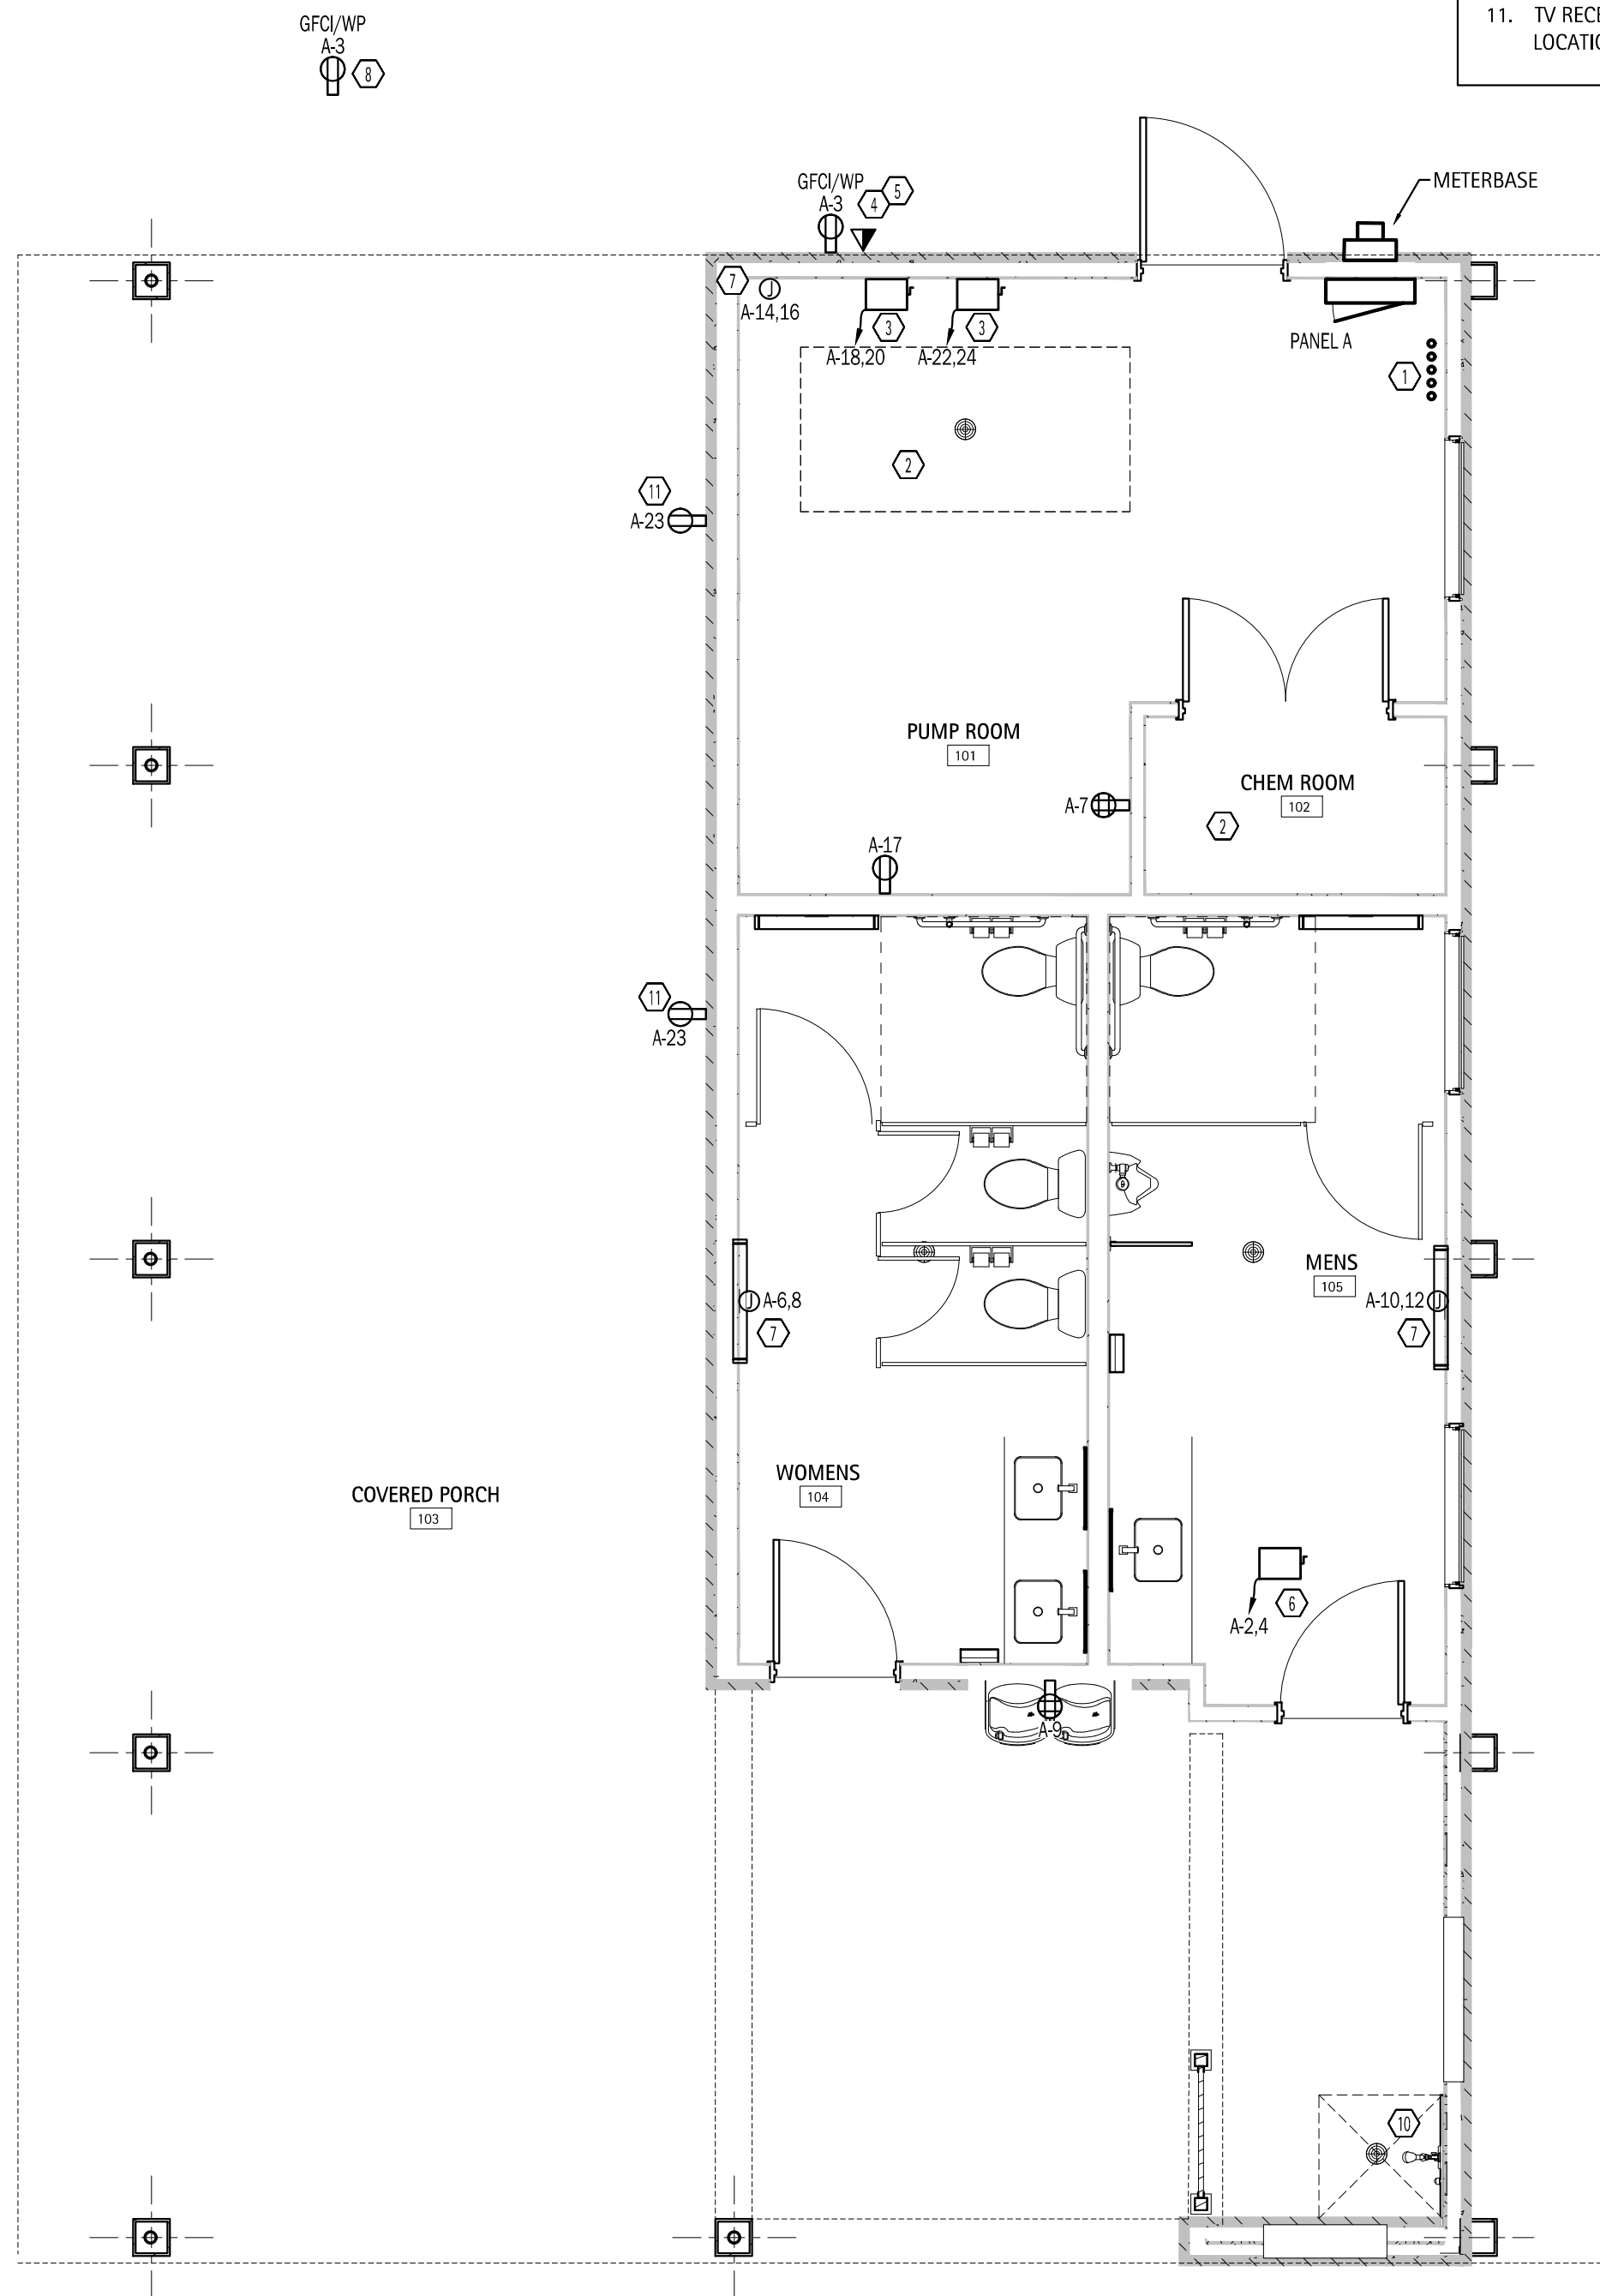 11. TV RECE
LOCATIO
GFCI/WP
A-3
8
METERBASE
GFCI/WP
A-3
4
5
7
J
A-14,16
3
3
A-18,20
A-22,24
PANEL A
1
2
11
A-23
PUMP ROOM
101
CHEM ROOM
102
A-7
2
A-17
11
A-23
MENS
105
J A-6,8
A-10,12 J
7
7
WOMENS
104
COVERED PORCH
103
6
A-2,4
A-9
10